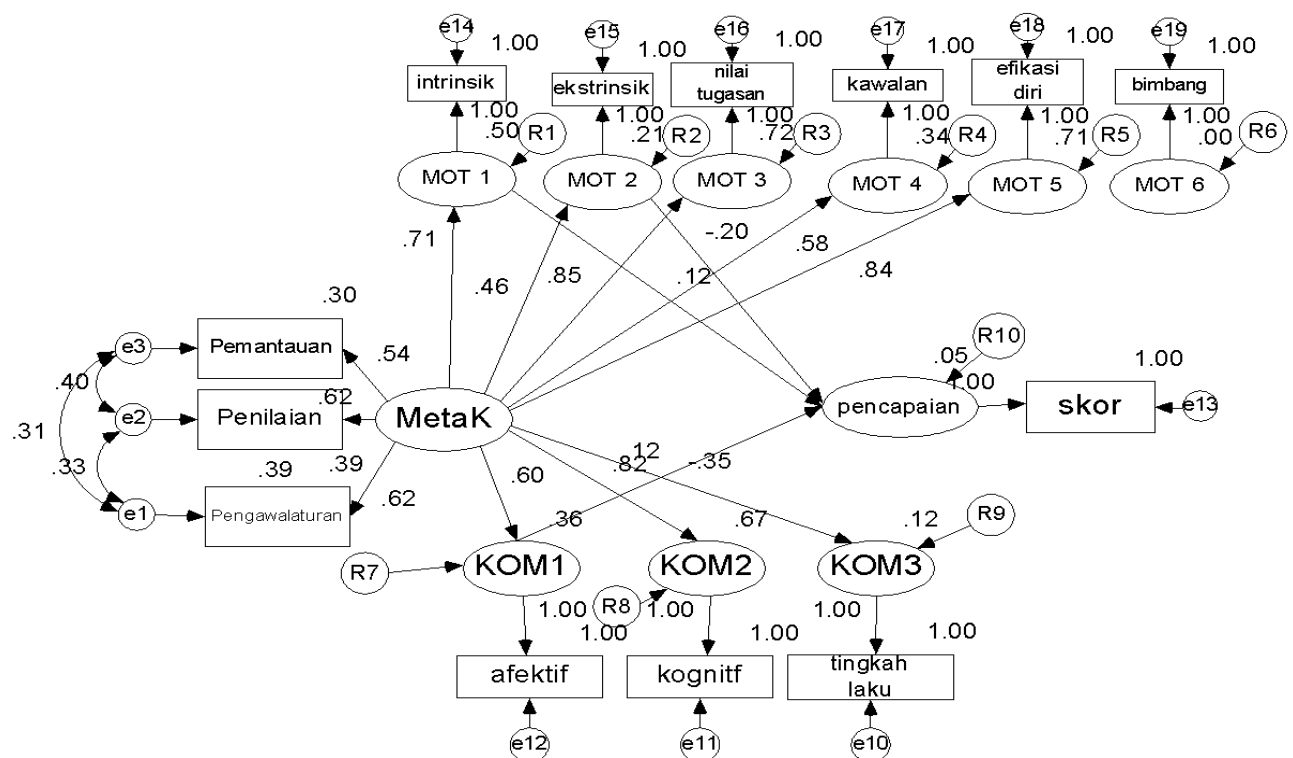 e14
e15
e16
e17
e18
e19
1.00
1.00
1.00
1.00
1.00
1.00
intrinsik
ekstrinsik
nilai
tugasan
kawalan
efikasi
diri
bimbang
1.00
1.00
1.00
1.00
1.00
1.00
.50
.21
.72
.34
.71
.00
R1
R2
R3
R4
R5
R6
MOT 1
MOT 2
MOT 3
MOT 4
MOT 5
MOT 6
.71
.46
.85
-.20
.12
.58
.84
.30
e3
Pemantauan
.54
.40
.62
e2
Penilaian
MetaK
.31
.33
.39
.39
.62
e1
Pengawalaturan
R10
.05
1.00
1.00
pencapaian
skor
e13
.60
.82
.12
-.35
.36
.67
.12
R9
R7
KOM1
KOM2
KOM3
R8
1.00
1.00
1.00
1.00
1.00
1.00
afektif
kognitf
tingkah
laku
e12
e11
e10